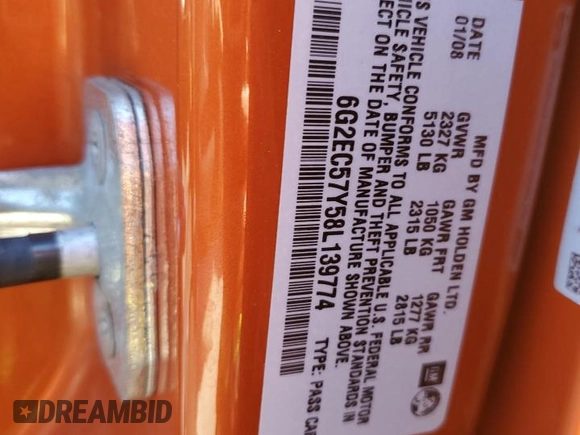 DATE
01/08
MFD BY GM HOLDEN LTD.
GVWR GAWR FRT GAWR RR
2327 KG 1050 KG 1277 KG
5130 LB 2315 LB 2815 LB
S VEHICLE CONFORMS TO ALL APPLICABLE U.S. FEDERAL MOTOR
HICLE SAFETY, BUMPER AND THEFT PREVENTION STANDARDS IN
ECT ON THE DATE OF MANUFACTURE SHOWN ABOVE.
6G2EC57Y58L139774 TYPE: PASS CAR
GM
DREAMBID